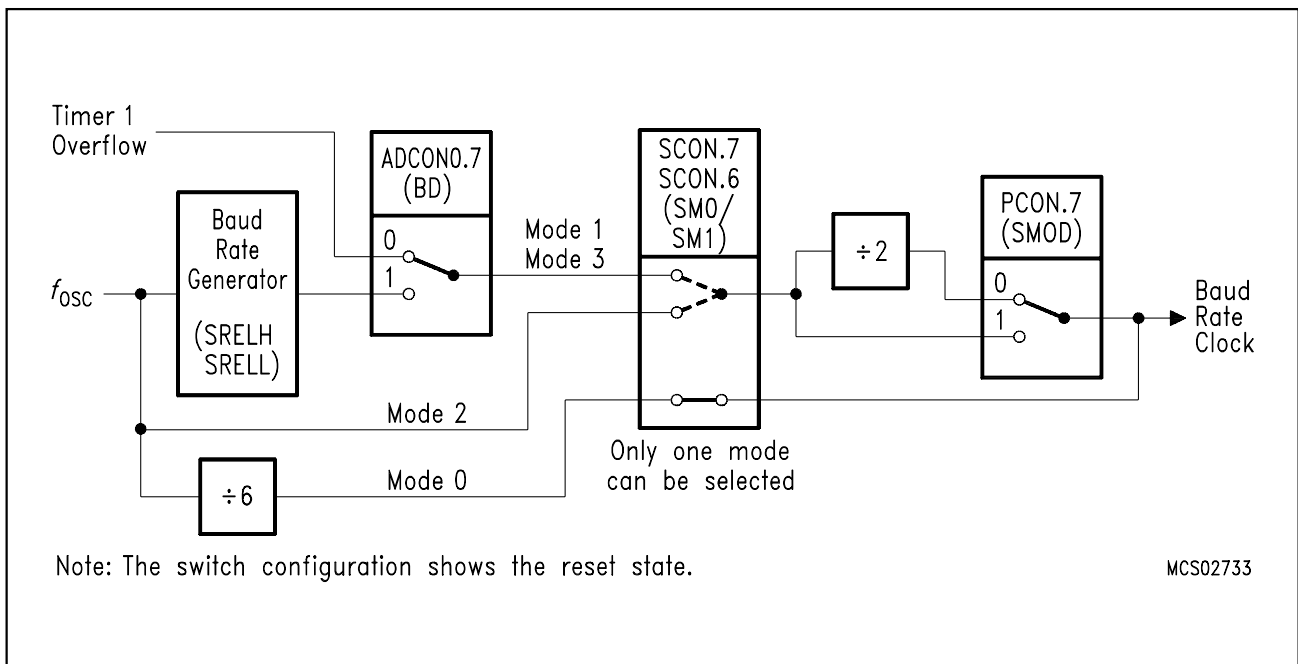 Timer 1
Overflow
ADCON0.7
(BD)
0
1
Baud
Rate
Generator
(SRELH
SRELL)
fOSC
Mode 1
Mode 3
Mode 2
÷6
Mode 0
SCON.7
SCON.6
(SM0/
SM1)
Only one mode
can be selected
÷2
PCON.7
(SMOD)
0
1
Baud
Rate
Clock
Note: The switch configuration shows the reset state.
MCS02733